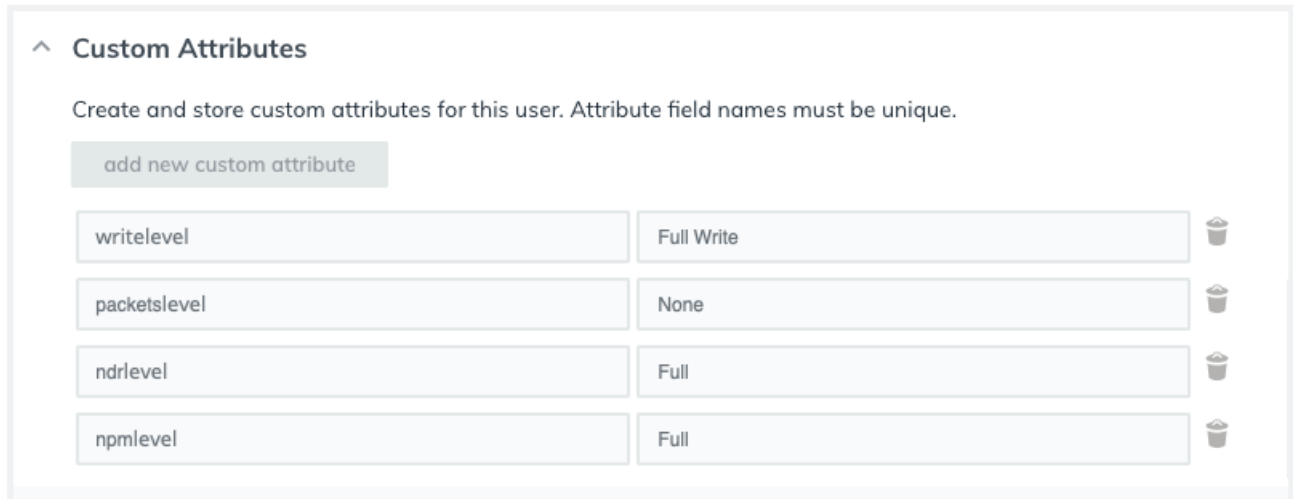 Custom Attributes
Create and store custom attributes for this user. Attribute field names must be unique.
add new custom attribute
writelevel Full Write
packetslevel None
ndrlevel Full
npmlevel Full